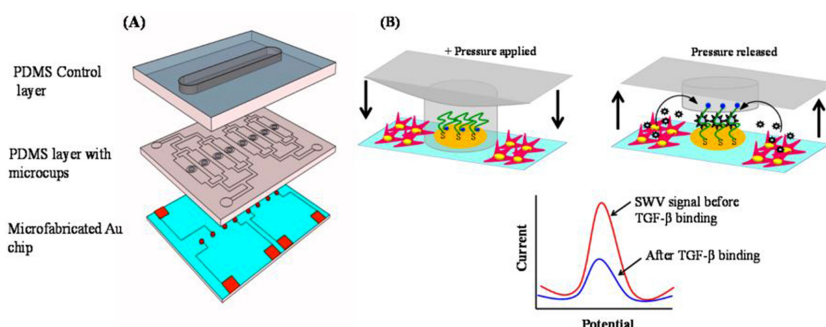 (A)
PDMS Control
layer
PDMS layer with
microcups
Microfabricated Au
chip
(B)
+ Pressure applied
Pressure released
S S S
S S S
SWV signal before
TGF-β binding
After TGF-β binding
Current
Potential